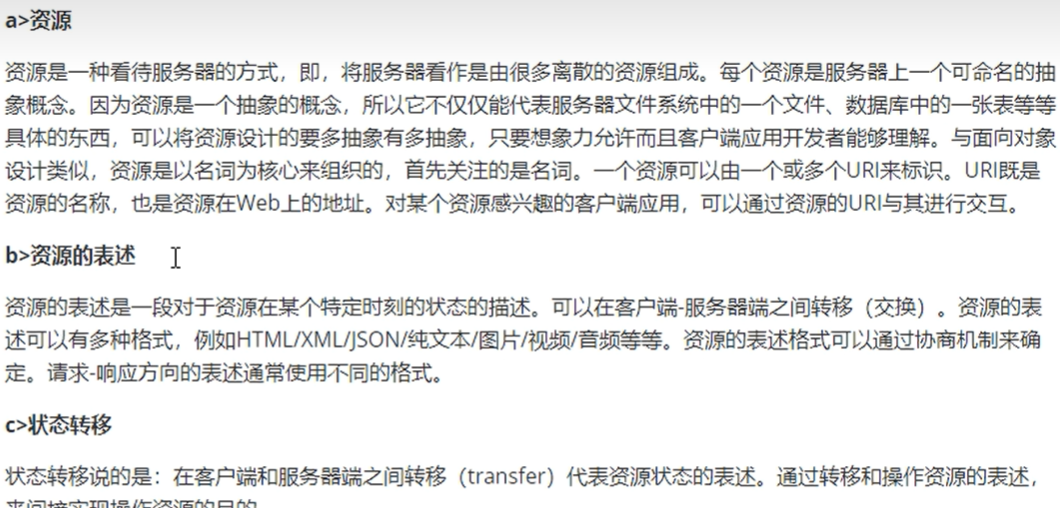 a>资源
资源是一种看待服务器的方式，即，将服务器看作是由很多离散的资源组成。每个资源是服务器上一个可命名的抽
象概念。因为资源是一个抽象的概念，所以它不仅仅能代表服务器文件系统中的一个文件、数据库中的一张表等等
具体的东西，可以将资源设计的要多抽象有多抽象，只要想象力允许而且客户端应用开发者能够理解。与面向对象
设计类似，资源是以名词为核心来组织的，首先关注的是名词。一个资源可以由一个或多个URI来标识。URI既是
资源的名称，也是资源在Web上的地址。对某个资源感兴趣的客户端应用，可以通过资源的URI与其进行交互。
b>资源的表述
资源的表述是一段对于资源在某个特定时刻的状态的描述。可以在客户端-服务器端之间转移（交换）。资源的表
述可以有多种格式，例如HTML/XML/JSON/纯文本/图片/视频/音频等等。资源的表述格式可以通过协商机制来确
定。请求-响应方向的表述通常使用不同的格式。
c>状态转移
状态转移说的是：在客户端和服务器端之间转移（transfer）代表资源状态的表述。通过转移和操作资源的表述，
来间接实现操作资源的目的